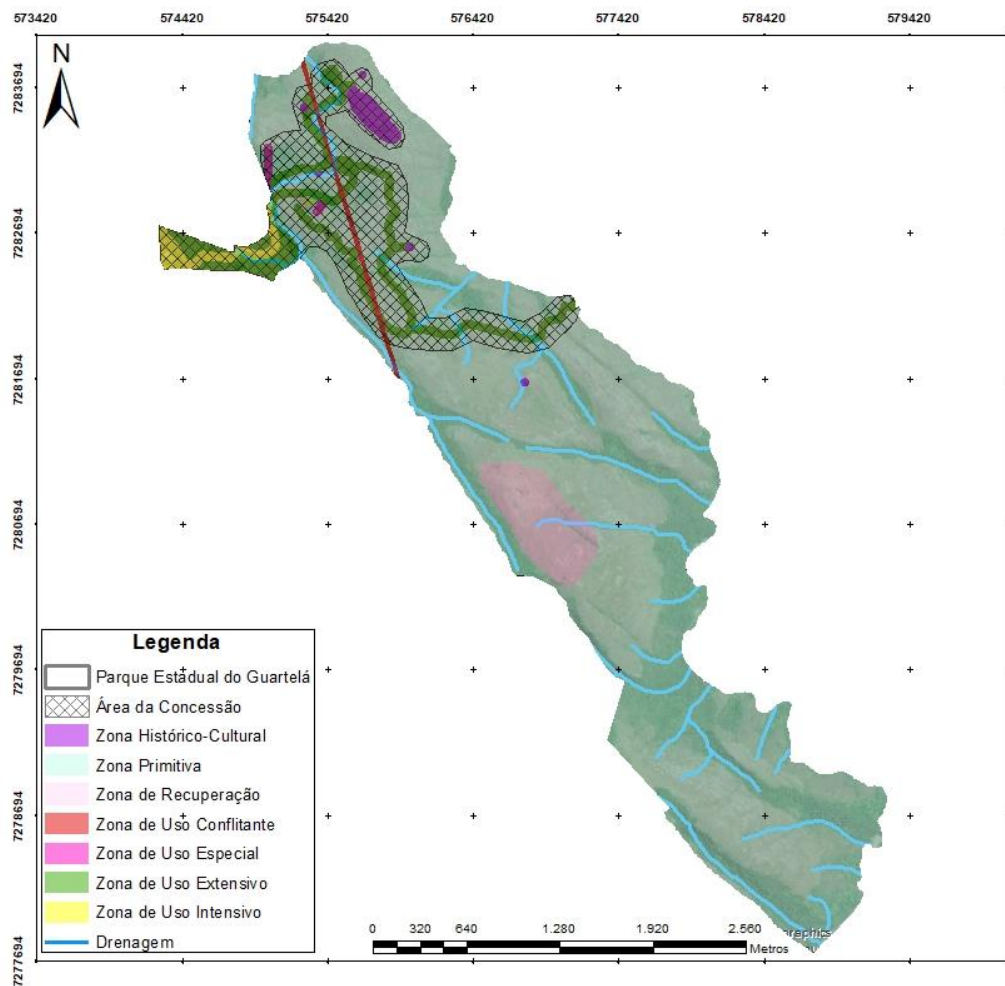 573420 574420 575420 576420 577420 578420 579420
N
7283694
7282694
7281694
7280694
7279694
7278694
7277694
Legenda
Parque Estadual do Guartelá
Área da Concessão
Zona Histórico-Cultural
Zona Primitiva
Zona de Recuperação
Zona de Uso Conflitante
Zona de Uso Especial
Zona de Uso Extensivo
Zona de Uso Intensivo
Drenagem
0 320 640 1.280 1.920 2.560
Metros